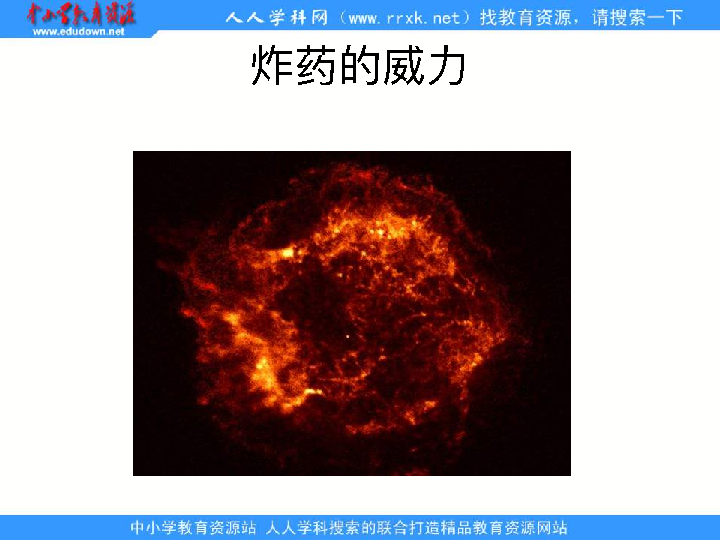 中小学教育资源
www.edudown.net
人人学科网（www.rrxk.net）找教育资源，请搜索一下
炸药的威力
中小学教育资源站 人人学科搜索的联合打造精品教育资源网站